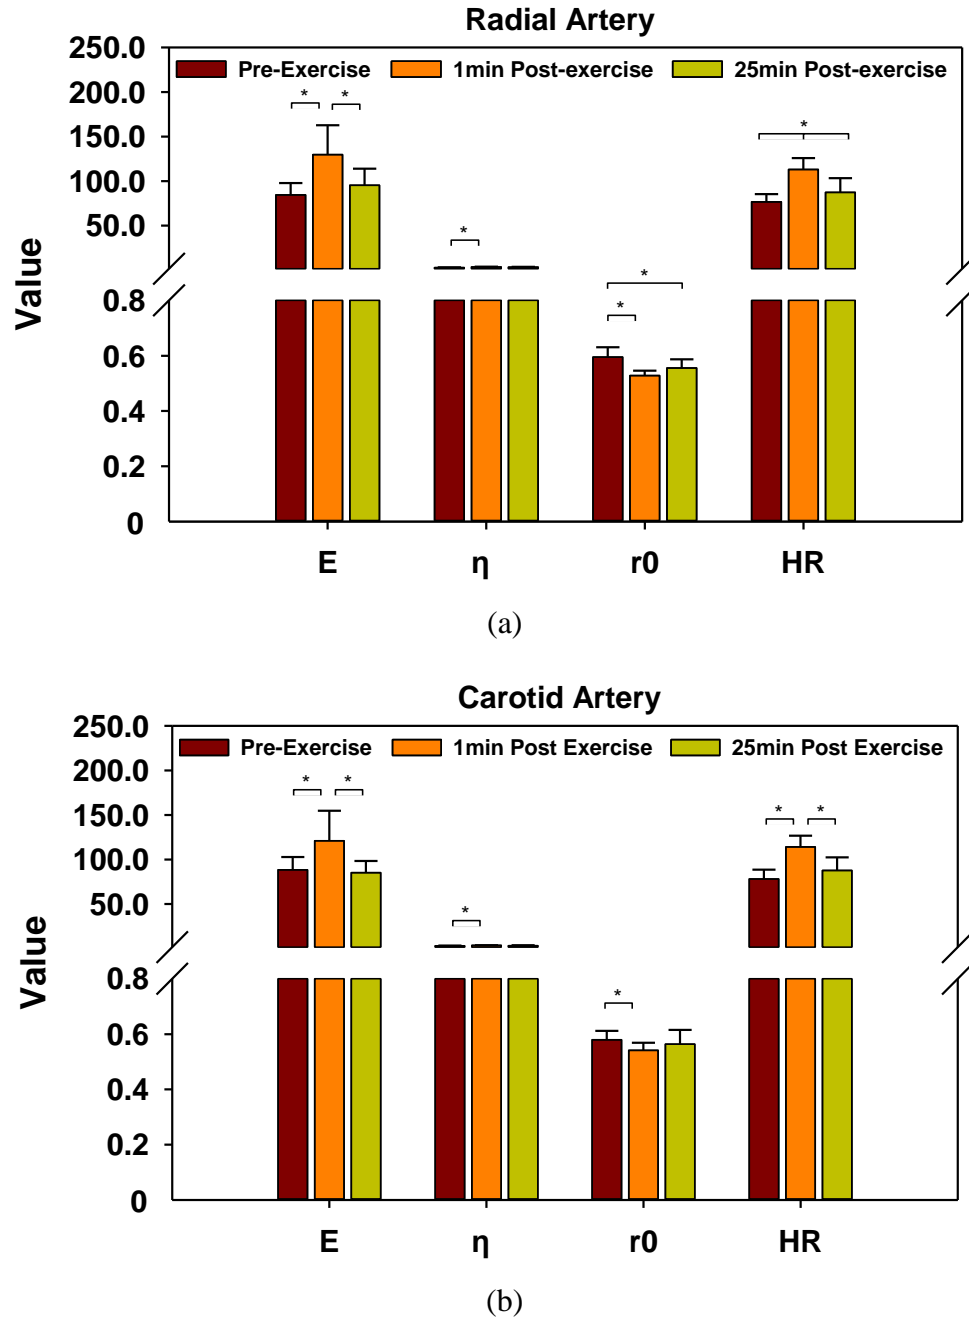 Radial Artery
250.0
Pre-Exercise 1min Post-exercise 25min Post-exercise
200.0
* *
150.0
*
100.0
50.0
*
Value
0.8
*
*
0.6
0.4
0.2
0
E η r0 HR
(a)
Carotid Artery
250.0
Pre-Exercise 1min Post Exercise 25min Post Exercise
200.0
* *
150.0
* *
100.0
50.0
*
Value
0.8
*
0.6
0.4
0.2
0
E η r0 HR
(b)